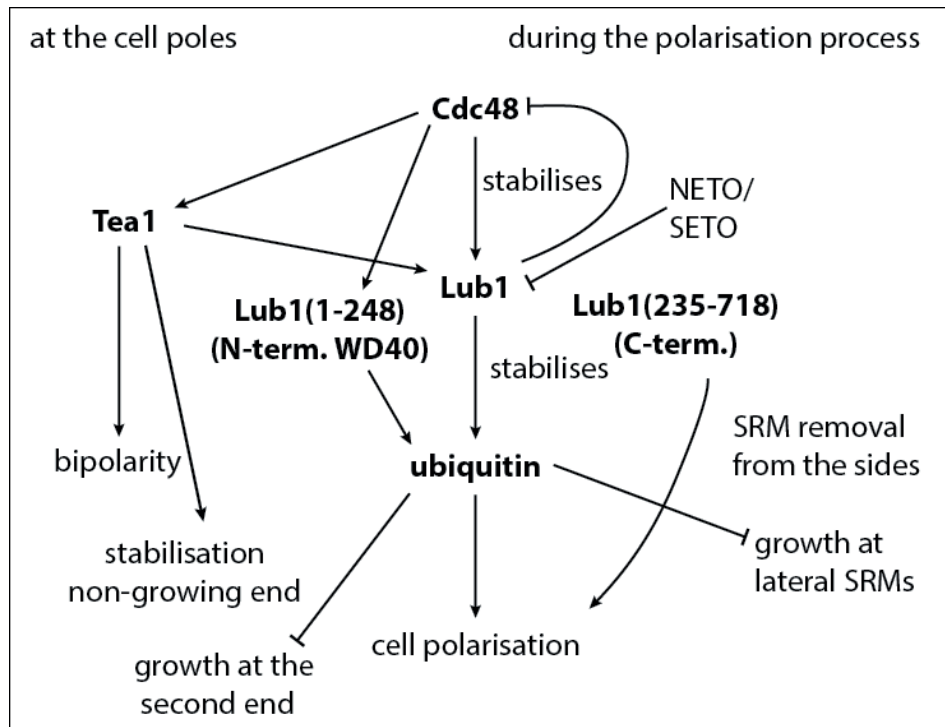 at the cell poles
during the polarisation process
Cdc48
stabilises
NETO/
SETO
Tea1
Lub1
Lub1(1-248)
(N-term. WD40)
Lub1(235-718)
(C-term.)
stabilises
SRM removal
from the sides
bipolarity
ubiquitin
growth at
lateral SRMs
stabilisation
non-growing end
cell polarisation
growth at the
second end